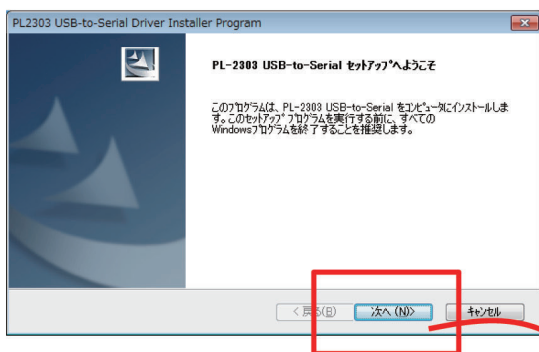 PL2303 USB-to-Serial Driver Installer Program
PL-2303 USB-to-Serial セットアップへようこそ
このプログラムは、PL-2303 USB-to-Serial をコンピュータにインストールしま
す。このセットアップ プログラムを実行する前に、すべての
Windowsプログラムを終了することを推奨します。
< 戻る(B) 次へ (N)> キャンセル